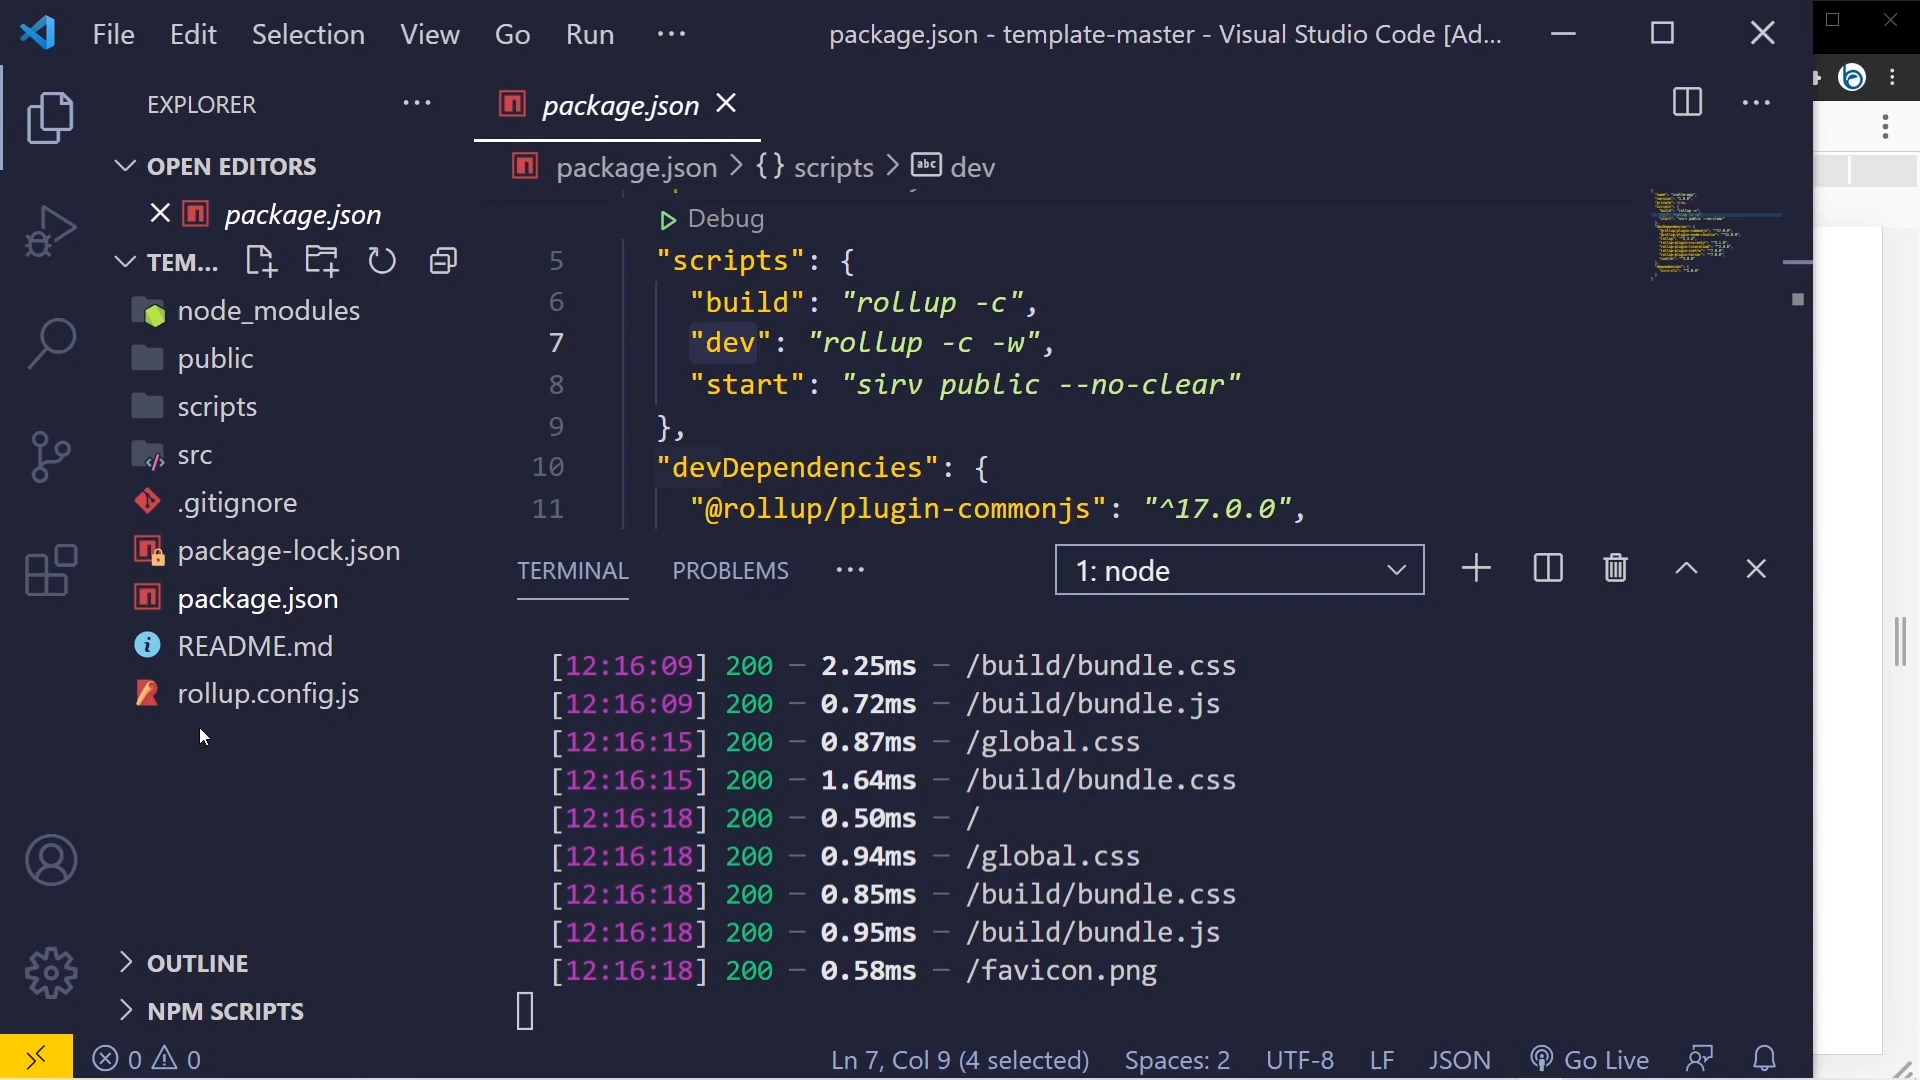 File Edit Selection View Go Run ··· package.json - template-master - Visual Studio Code [Ad...
EXPLORER ···
package.json
OPEN EDITORS
package.json > {} scripts > abc dev
package.json
Debug
TEM...
5 "scripts": {
node_modules
6 "build": "rollup -c",
public
7 "dev": "rollup -c -w",
scripts
8 "start": "sirv public --no-clear"
src
9 },
.gitignore
10 "devDependencies": {
package-lock.json
11 "@rollup/plugin-commonjs": "^17.0.0",
package.json
TERMINAL PROBLEMS ··· 1: node
README.md
rollup.config.js
[12:16:09] 200 — 2.25ms — /build/bundle.css
[12:16:09] 200 — 0.72ms — /build/bundle.js
[12:16:15] 200 — 0.87ms — /global.css
[12:16:15] 200 — 1.64ms — /build/bundle.css
[12:16:18] 200 — 0.50ms — /
[12:16:18] 200 — 0.94ms — /global.css
[12:16:18] 200 — 0.85ms — /build/bundle.css
[12:16:18] 200 — 0.95ms — /build/bundle.js
[12:16:18] 200 — 0.58ms — /favicon.png
OUTLINE
NPM SCRIPTS
0 0 Ln 7, Col 9 (4 selected) Spaces: 2 UTF-8 LF JSON Go Live